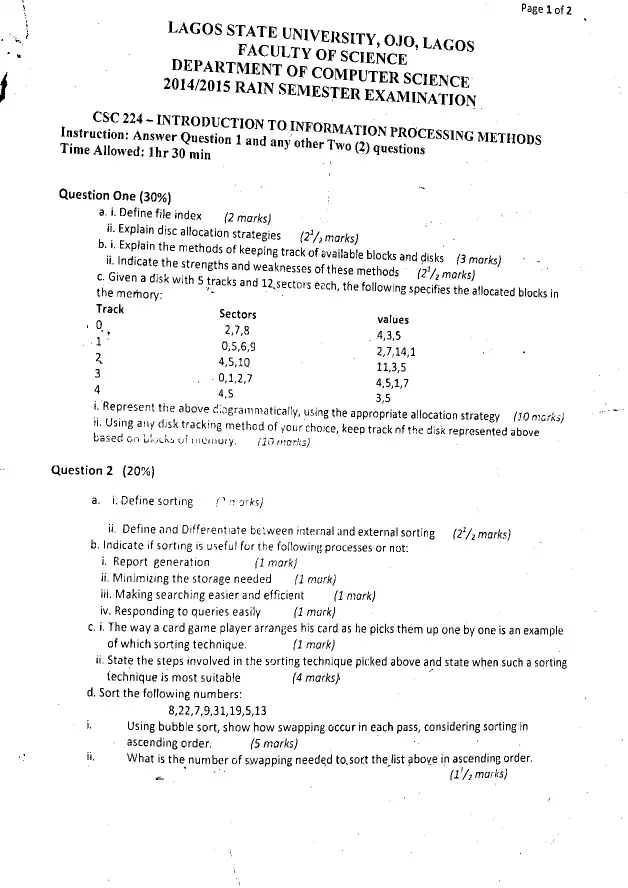 Page 1 of 2
LAGOS STATE UNIVERSITY, OJO, LAGOS
FACULTY OF SCIENCE
DEPARTMENT OF COMPUTER SCIENCE
2014/2015 RAIN SEMESTER EXAMINATION
CSC 224 – INTRODUCTION TO INFORMATION PROCESSING METHODS
Instruction: Answer Question 1 and any other Two (2) questions
Time Allowed: 1hr 30 min
Question One (30%)
a. i. Define file index (2 marks)
ii. Explain disc allocation strategies (2 1/2 marks)
b. i. Explain the methods of keeping track of available blocks and disks (3 marks)
ii. Indicate the strengths and weaknesses of these methods (2 1/2 marks)
c. Given a disk with 5 tracks and 12 sectors each, the following specifies the allocated blocks in
the memory:
Track Sectors values
0 2,7,8 4,3,5
1 0,5,6,9 2,7,14,1
2 4,5,10 11,3,5
3 0,1,2,7 4,5,1,7
4 4,5 3,5
i. Represent the above diagrammatically, using the appropriate allocation strategy (10 marks)
ii. Using any disk tracking method of your choice, keep track of the disk represented above
based on blocks of memory. (10 marks)
Question 2 (20%)
a. i. Define sorting marks)
ii. Define and Differentiate between internal and external sorting (2 1/2 marks)
b. Indicate if sorting is useful for the following processes or not:
i. Report generation (1 mark)
ii. Minimizing the storage needed (1 mark)
iii. Making searching easier and efficient (1 mark)
iv. Responding to queries easily (1 mark)
c. i. The way a card game player arranges his card as he picks them up one by one is an example
of which sorting technique. (1 mark)
ii. State the steps involved in the sorting technique picked above and state when such a sorting
technique is most suitable (4 marks)
d. Sort the following numbers:
8,22,7,9,31,19,5,13
i. Using bubble sort, show how swapping occur in each pass, considering sorting in
ascending order. (5 marks)
ii. What is the number of swapping needed to sort the list above in ascending order.
(1 1/2 marks)